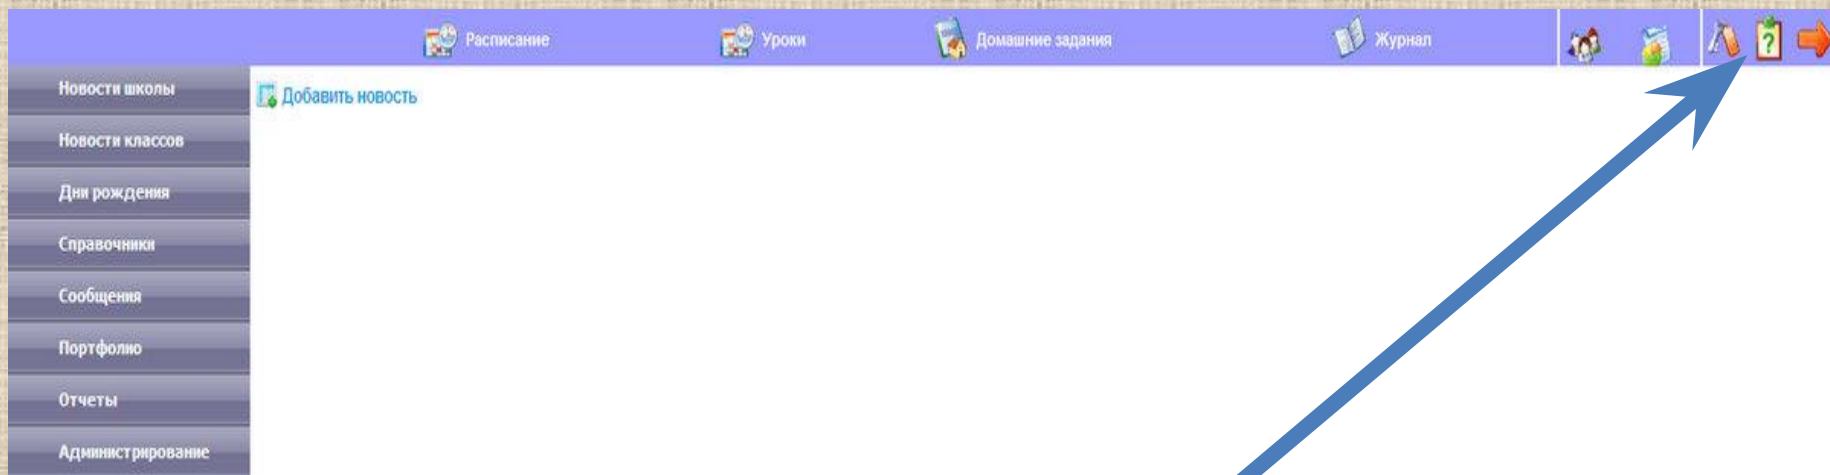 Расписание
Уроки
Домашние задания
Журнал
?
Новости школы
Добавить новость
Новости классов
Дни рождения
Справочники
Сообщения
Портфолио
Отчеты
Администрирование